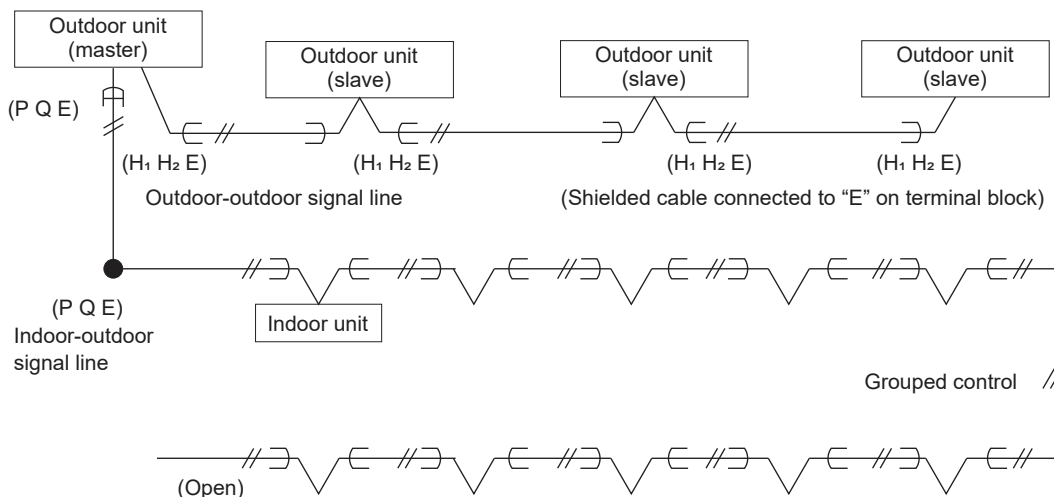 Outdoor unit
(master)
Outdoor unit
(slave)
Outdoor unit
(slave)
Outdoor unit
(slave)
(P Q E)
(H₁ H₂ E)
(H₁ H₂ E)
(H₁ H₂ E)
(H₁ H₂ E)
Outdoor-outdoor signal line
(Shielded cable connected to “E” on terminal block)
(P Q E)
Indoor-outdoor
signal line
Indoor unit
Grouped control
(Open)